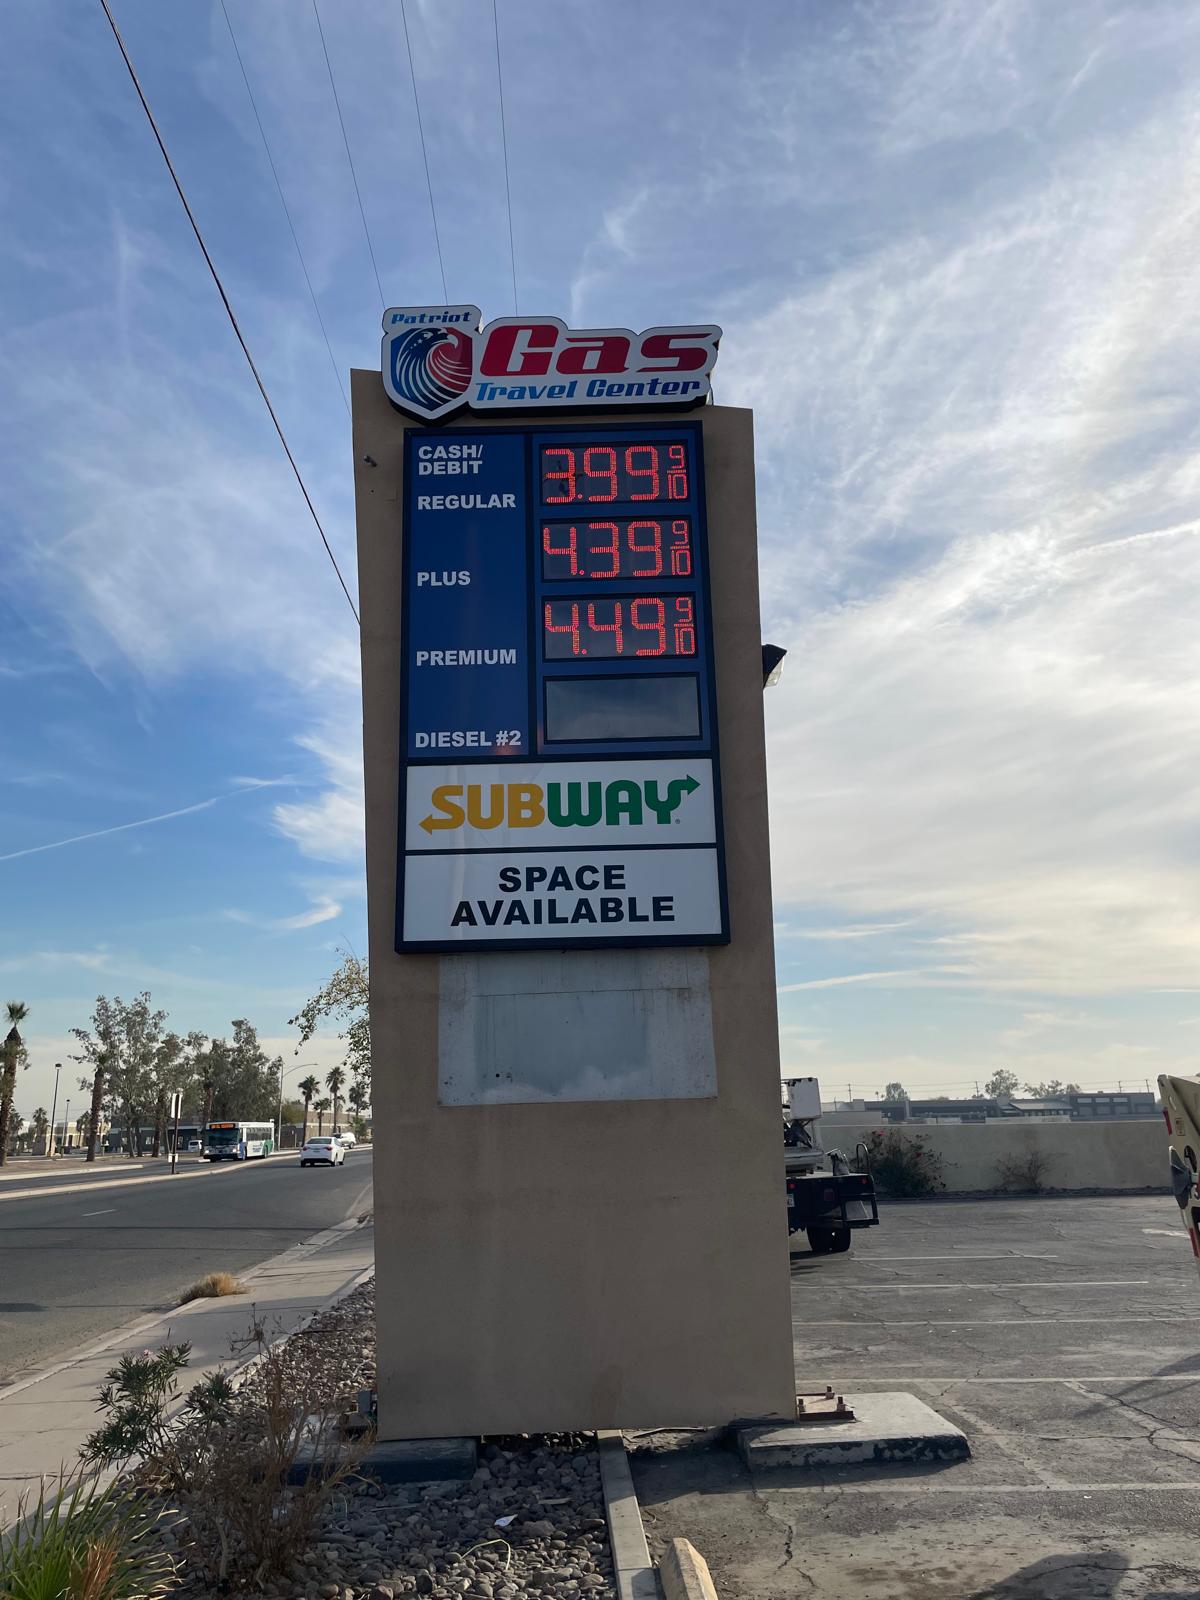 Patriot
Gas
Travel Center
CASH/
DEBIT
REGULAR
3.99 9/10
PLUS
4.39 9/10
PREMIUM
4.49 9/10
DIESEL #2
SUBWAY®
SPACE
AVAILABLE